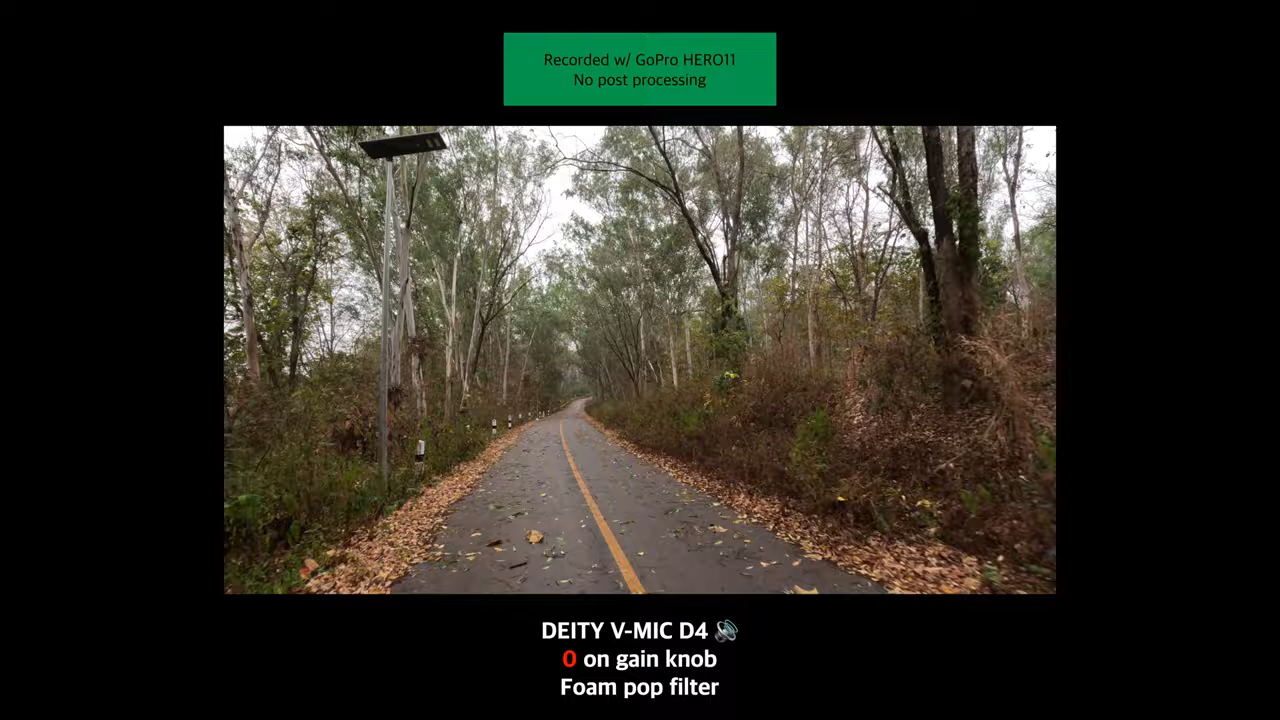 Recorded w/ GoPro HERO11
No post processing
DEITY V-MIC D4 🔊
0 on gain knob
Foam pop filter